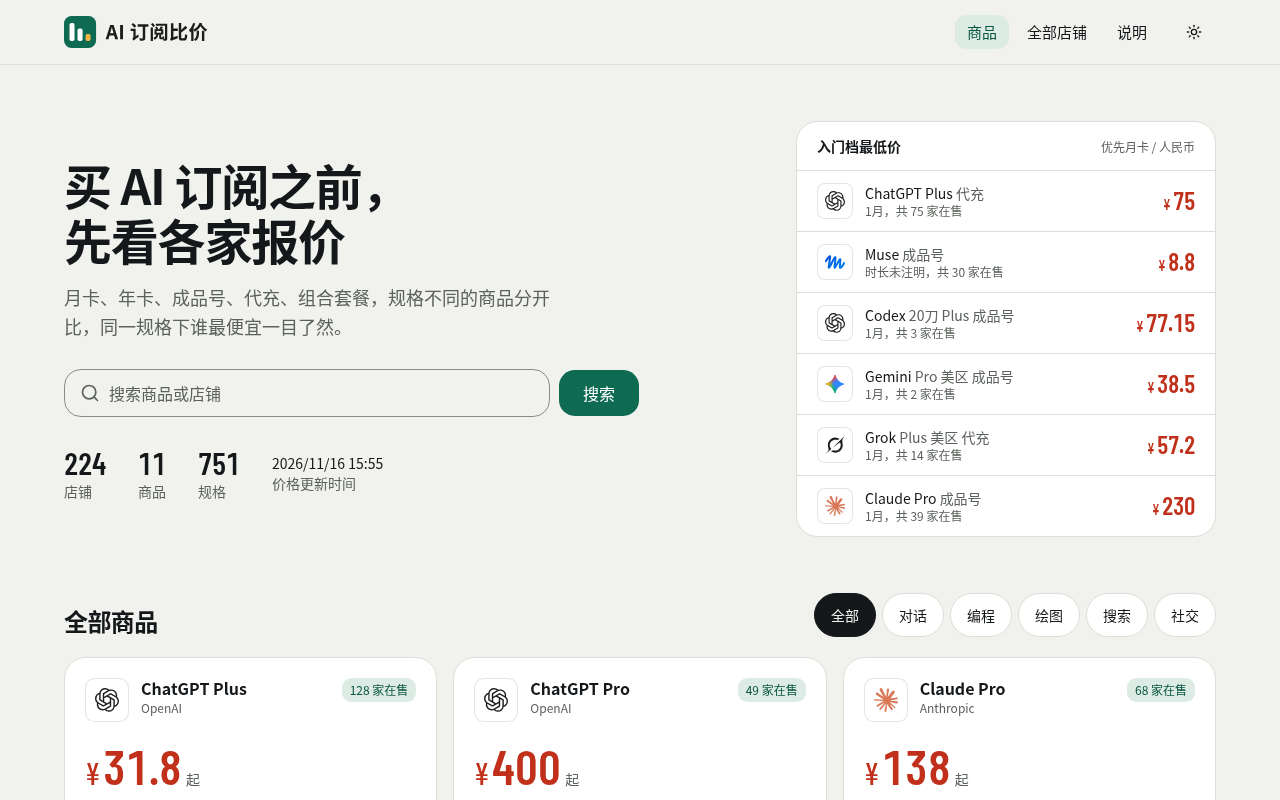 AI 订阅比价
商品
全部店铺
说明
买 AI 订阅之前，
先看各家报价
月卡、年卡、成品号、代充、组合套餐，规格不同的商品分开
比，同一规格下谁最便宜一目了然。
搜索商品或店铺
搜索
224
店铺
11
商品
751
规格
2026/11/16 15:55
价格更新时间
入门档最低价
优先月卡 / 人民币
ChatGPT Plus 代充
1月，共 75 家在售
¥75
Muse 成品号
时长未注明，共 30 家在售
¥8.8
Codex 20刀 Plus 成品号
1月，共 3 家在售
¥77.15
Gemini Pro 美区 成品号
1月，共 2 家在售
¥38.5
Grok Plus 美区 代充
1月，共 14 家在售
¥57.2
Claude Pro 成品号
1月，共 39 家在售
¥230
全部商品
全部
对话
编程
绘图
搜索
社交
ChatGPT Plus
OpenAI
128 家在售
¥31.8 起
ChatGPT Pro
OpenAI
49 家在售
¥400 起
Claude Pro
Anthropic
68 家在售
¥138 起